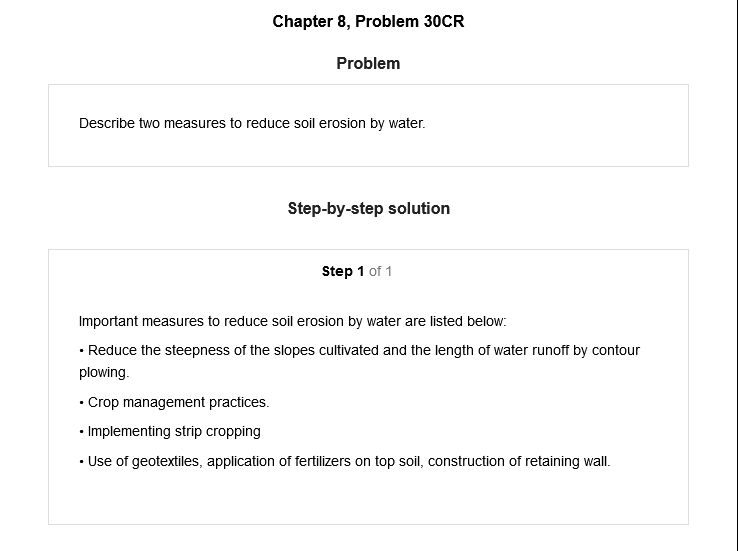 Chapter 8, Problem 30CR
Problem
Describe two measures to reduce soil erosion by water.
Step-by-step solution
Step 1 of 1
Important measures to reduce soil erosion by water are listed below:
• Reduce the steepness of the slopes cultivated and the length of water runoff by contour
plowing.
• Crop management practices.
• Implementing strip cropping
• Use of geotextiles, application of fertilizers on top soil, construction of retaining wall.